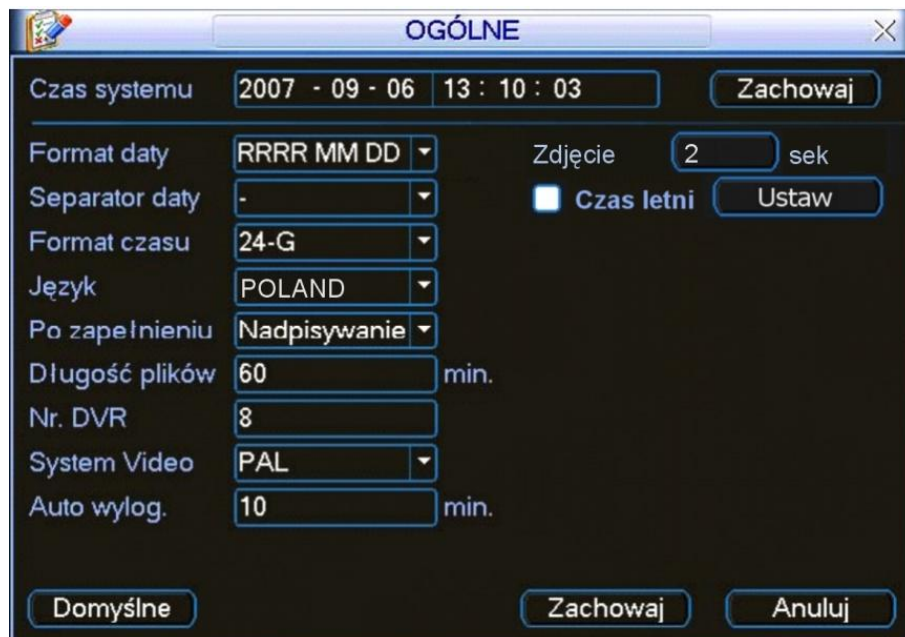 OGÓLNE
Czas systemu 2007 - 09 - 06 13 : 10 : 03 Zachowaj
Format daty RRRR MM DD Zdjęcie 2 sek
Separator daty - Czas letni Ustaw
Format czasu 24-G
Język POLAND
Po zapełnieniu Nadpisywanie
Długość plików 60 min.
Nr. DVR 8
System Video PAL
Auto wylog. 10 min.
Domyślne Zachowaj Anuluj